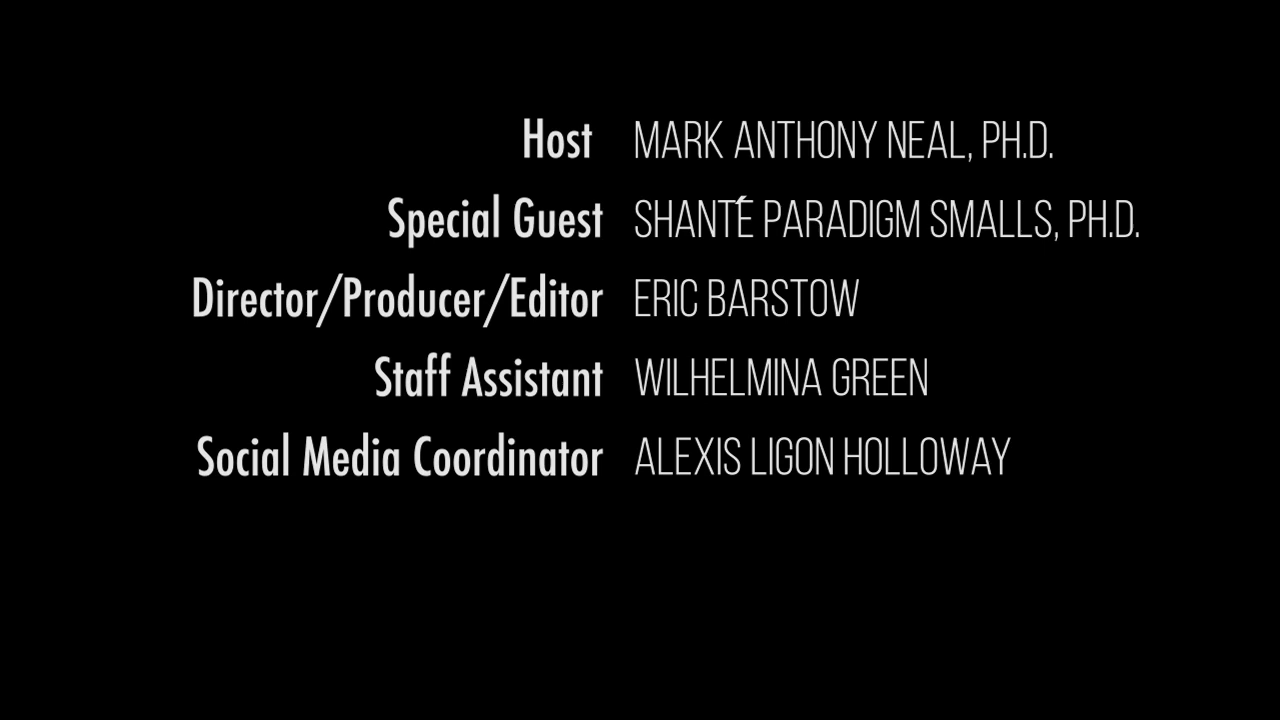 Host MARK ANTHONY NEAL, PH.D.
Special Guest SHANTÉ PARADIGM SMALLS, PH.D.
Director/Producer/Editor ERIC BARSTOW
Staff Assistant WILHELMINA GREEN
Social Media Coordinator ALEXIS LIGON HOLLOWAY